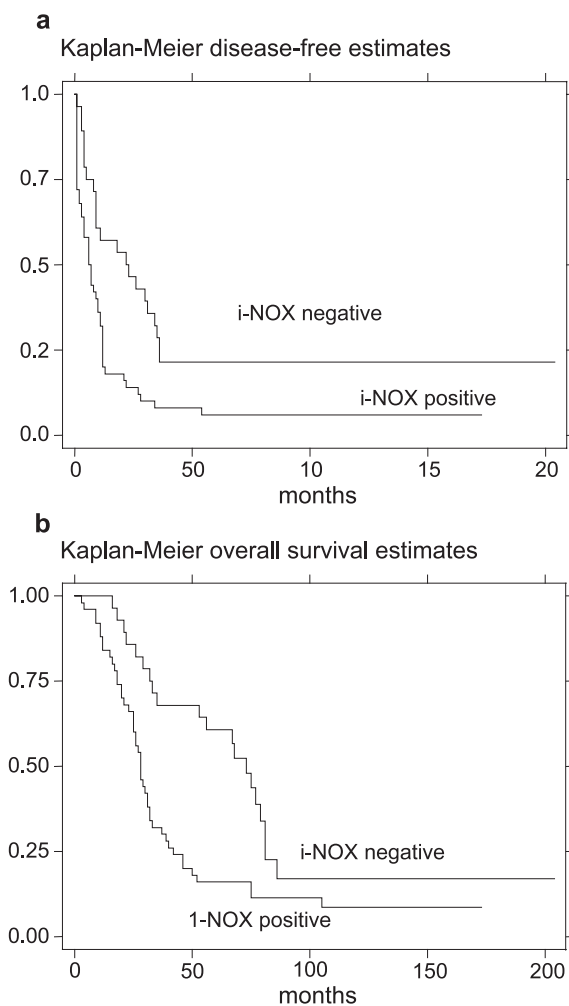 a
Kaplan-Meier disease-free estimates
1.0
0.7
0.5
i-NOX negative
0.2
i-NOX positive
0.0
0 50 10 15 20
months
b
Kaplan-Meier overall survival estimates
1.00
0.75
0.50
0.25
i-NOX negative
1-NOX positive
0.00
0 50 100 150 200
months